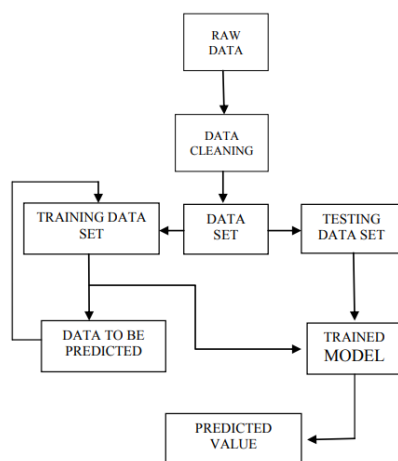 RAW
DATA
DATA
CLEANING
TRAINING DATA
SET
DATA
SET
TESTING
DATA SET
DATA TO BE
PREDICTED
TRAINED
MODEL
PREDICTED
VALUE